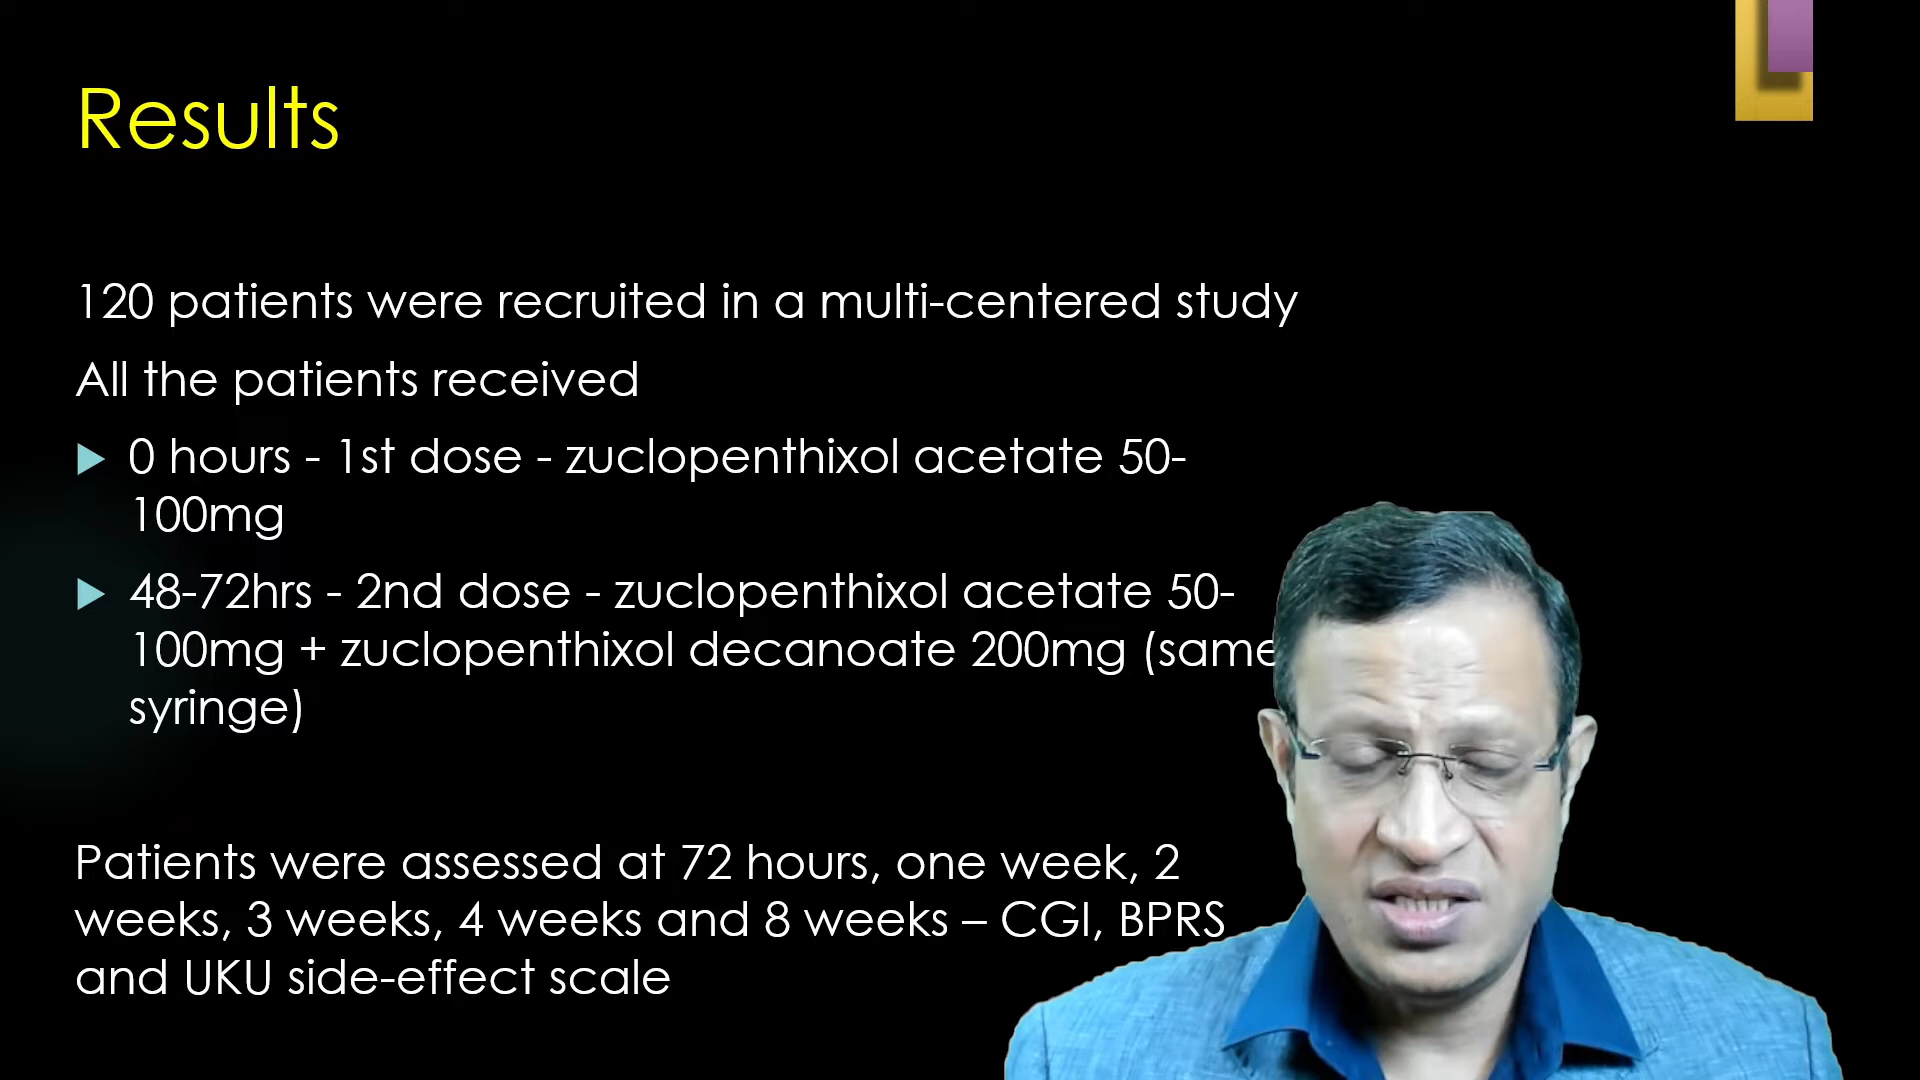 Results
120 patients were recruited in a multi-centered study
All the patients received
0 hours - 1st dose - zuclopenthixol acetate 50-
100mg
48-72hrs - 2nd dose - zuclopenthixol acetate 50-
100mg + zuclopenthixol decanoate 200mg (same
syringe)
Patients were assessed at 72 hours, one week, 2
weeks, 3 weeks, 4 weeks and 8 weeks – CGI, BPRS
and UKU side-effect scale